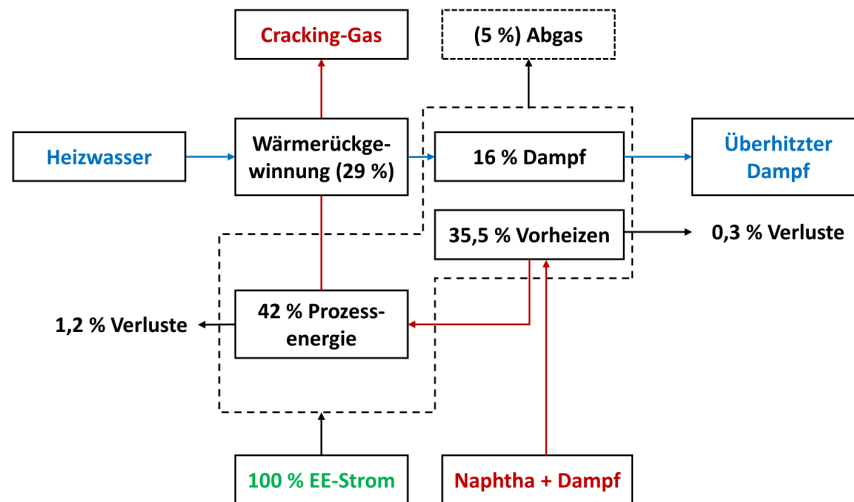 Cracking-Gas
(5 %) Abgas
Heizwasser
Wärmerückge-
winnung (29 %)
16 % Dampf
Überhitzter
Dampf
35,5 % Vorheizen
0,3 % Verluste
1,2 % Verluste
42 % Prozess-
energie
100 % EE-Strom
Naphtha + Dampf